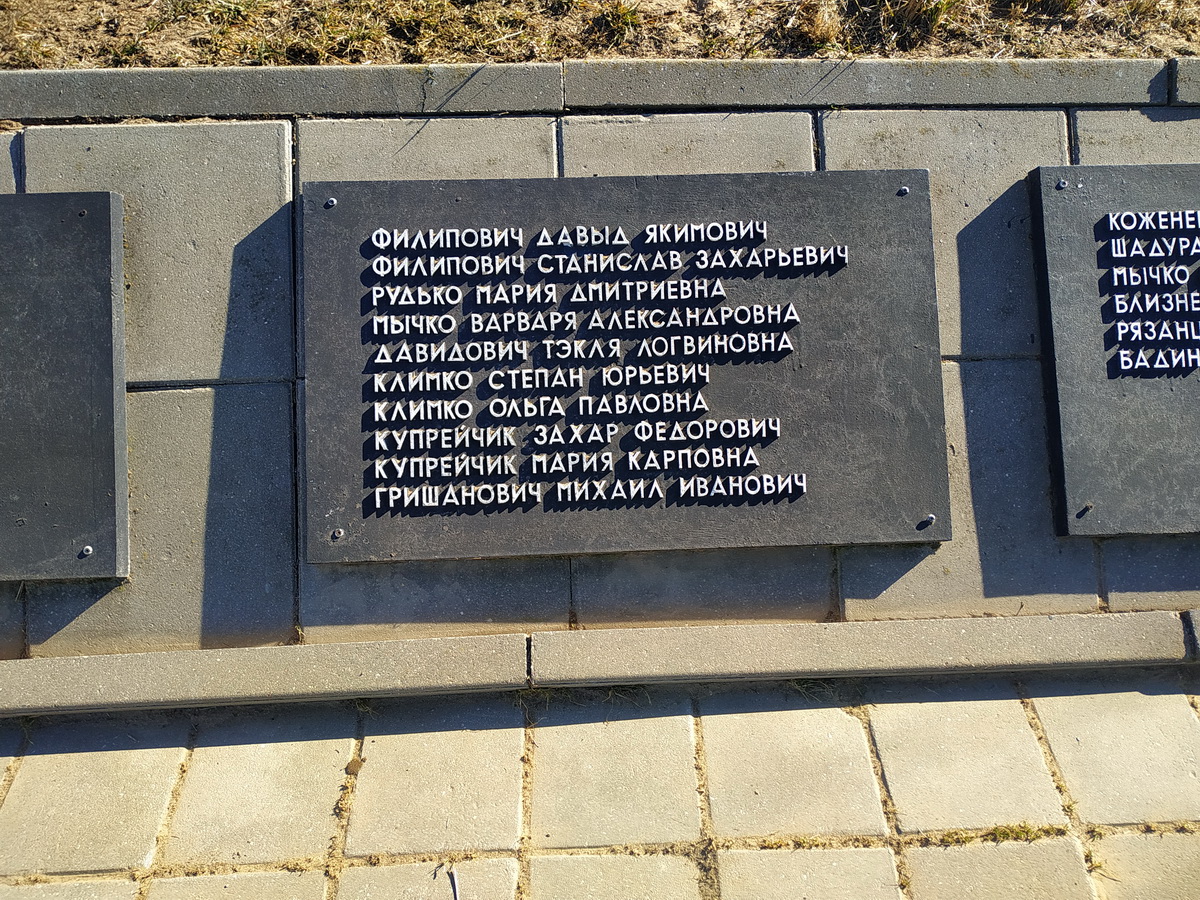 ФИЛИПОВИЧ ДАВЫД ЯКИМОВИЧ
ФИЛИПОВИЧ СТАНИСЛАВ ЗАХАРЬЕВИЧ
РУДЬКО МАРИЯ ДМИТРИЕВНА
МЫЧКО ВАРВАРЯ АЛЕКСАНДРОВНА
ДАВИДОВИЧ ТЭКЛЯ ЛОГВИНОВНА
КЛИМКО СТЕПАН ЮРЬЕВИЧ
КЛИМКО ОЛЬГА ПАВЛОВНА
КУПРЕЙЧИК ЗАХАР ФЕДОРОВИЧ
КУПРЕЙЧИК МАРИЯ КАРПОВНА
ГРИШАНОВИЧ МИХАИЛ ИВАНОВИЧ
МЫЧКО